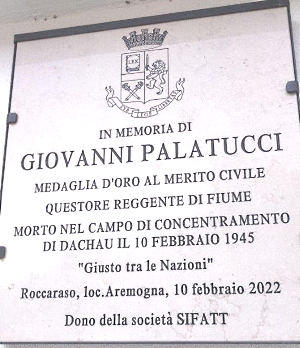 IN MEMORIA DI
GIOVANNI PALATUCCI
MEDAGLIA D'ORO AL MERITO CIVILE
QUESTORE REGGENTE DI FIUME
MORTO NEL CAMPO DI CONCENTRAMENTO
DI DACHAU IL 10 FEBBRAIO 1945
"Giusto tra le Nazioni"
Roccaraso, loc.Aremogna, 10 febbraio 2022
Dono della società SIFATT